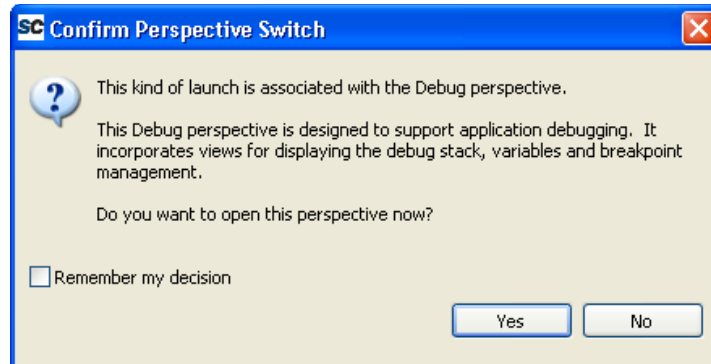 SC Confirm Perspective Switch
This kind of launch is associated with the Debug perspective.
This Debug perspective is designed to support application debugging. It
incorporates views for displaying the debug stack, variables and breakpoint
management.
Do you want to open this perspective now?
Remember my decision
Yes No